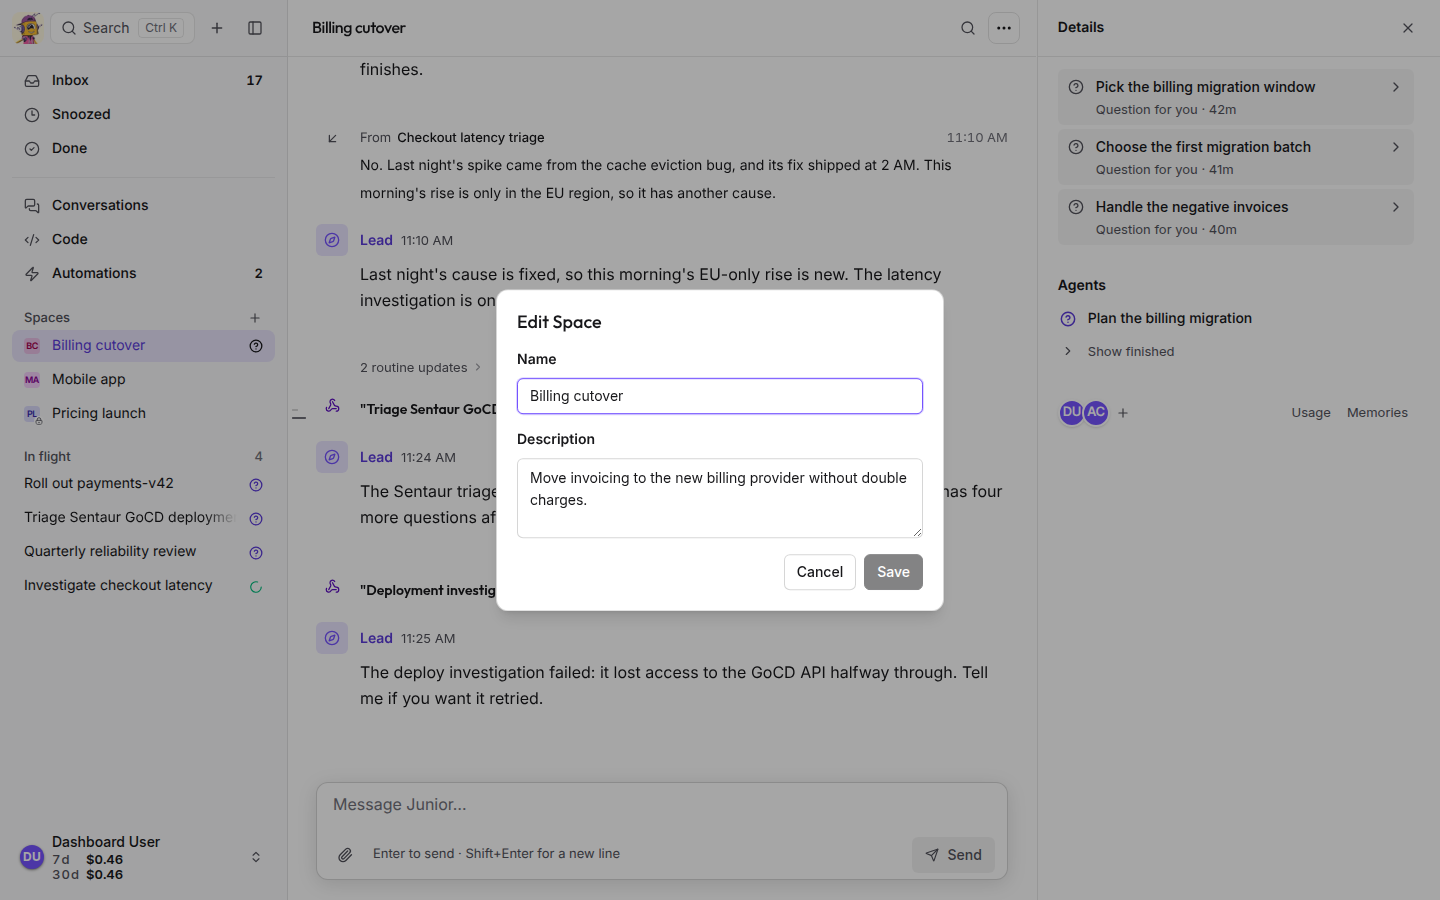 Search Ctrl K
Inbox 17
Snoozed
Done
Conversations
Code
Automations 2
Spaces
BC Billing cutover
MA Mobile app
PL Pricing launch
In flight 4
Roll out payments-v42
Triage Sentaur GoCD deployme
Quarterly reliability review
Investigate checkout latency
DU Dashboard User
7d $0.46
30d $0.46
Billing cutover
finishes.
From Checkout latency triage 11:10 AM
No. Last night's spike came from the cache eviction bug, and its fix shipped at 2 AM. This
morning's rise is only in the EU region, so it has another cause.
Lead 11:10 AM
Last night's cause is fixed, so this morning's EU-only rise is new. The latency
investigation is on
2 routine updates
"Triage Sentaur GoCD
Lead 11:24 AM
The Sentaur triage has four
more questions af
"Deployment investig
Lead 11:25 AM
The deploy investigation failed: it lost access to the GoCD API halfway through. Tell
me if you want it retried.
Message Junior...
Enter to send · Shift+Enter for a new line
Send
Edit Space
Name
Billing cutover
Description
Move invoicing to the new billing provider without double
charges.
Cancel Save
Details
Pick the billing migration window
Question for you · 42m
Choose the first migration batch
Question for you · 41m
Handle the negative invoices
Question for you · 40m
Agents
Plan the billing migration
Show finished
DU AC Usage Memories